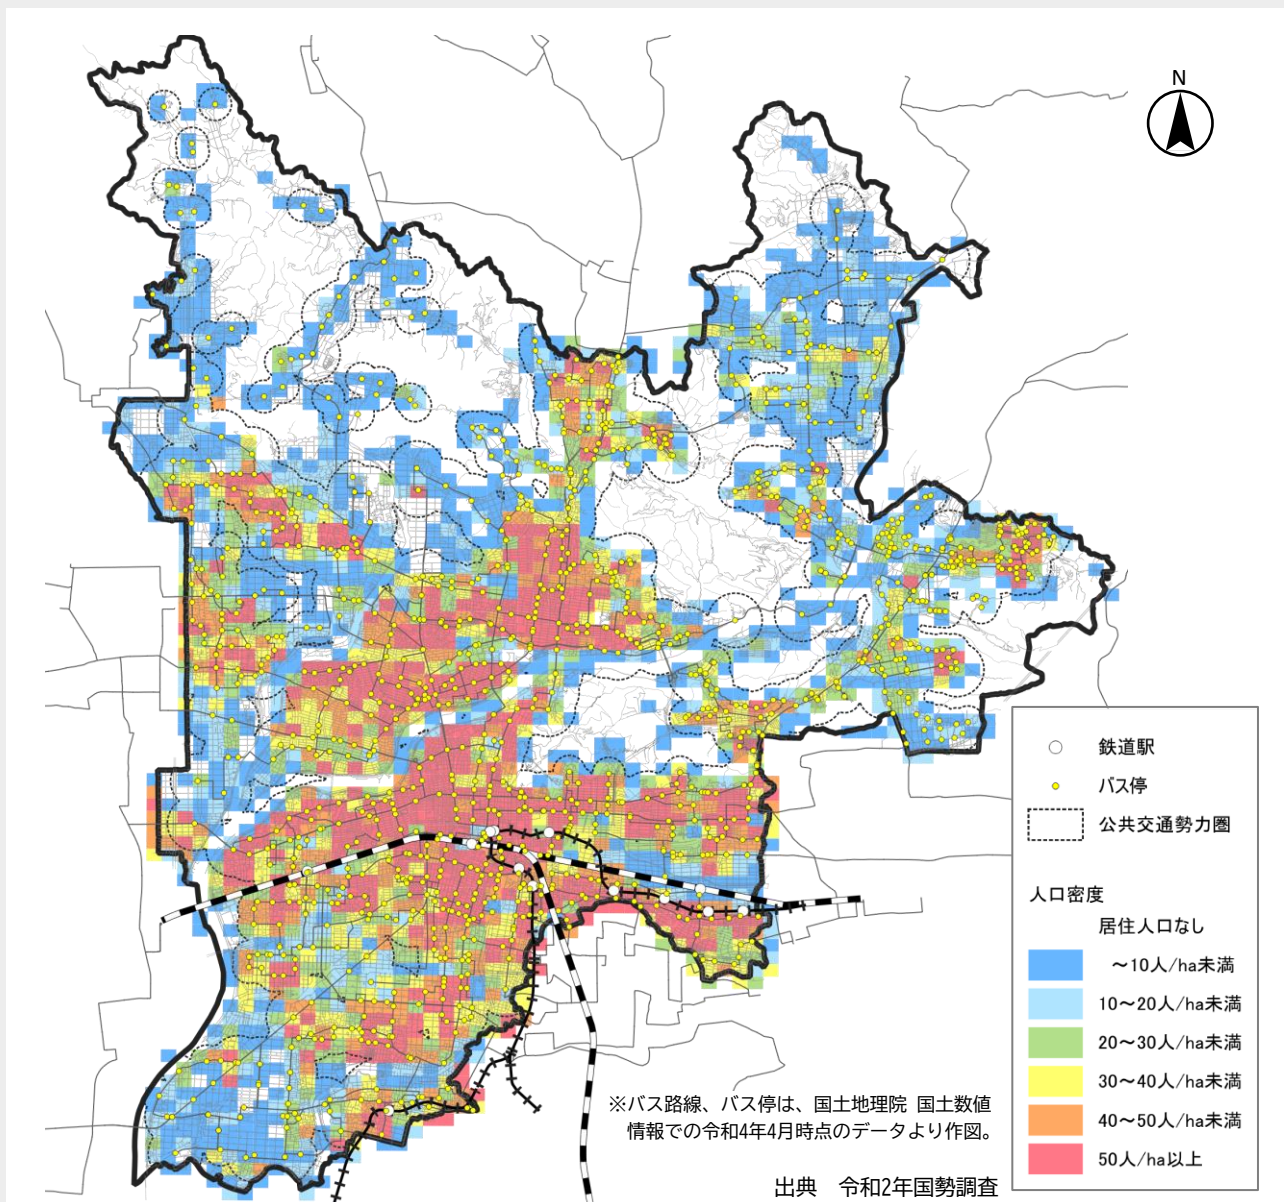 N
鉄道駅
バス停
公共交通勢力圏
人口密度
居住人口なし
～10人/ha未満
10～20人/ha未満
20～30人/ha未満
30～40人/ha未満
40～50人/ha未満
50人/ha以上
※バス路線、バス停は、国土地理院 国土数値
情報での令和4年4月時点のデータより作図。
出典　令和2年国勢調査